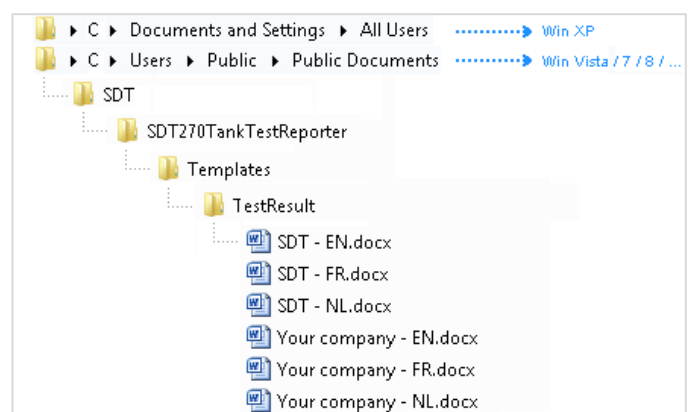 C Documents and Settings All Users Win XP
C Users Public Public Documents Win Vista / 7 / 8 / ...
SDT
SDT270TankTestReporter
Templates
TestResult
SDT - EN.docx
SDT - FR.docx
SDT - NL.docx
Your company - EN.docx
Your company - FR.docx
Your company - NL.docx